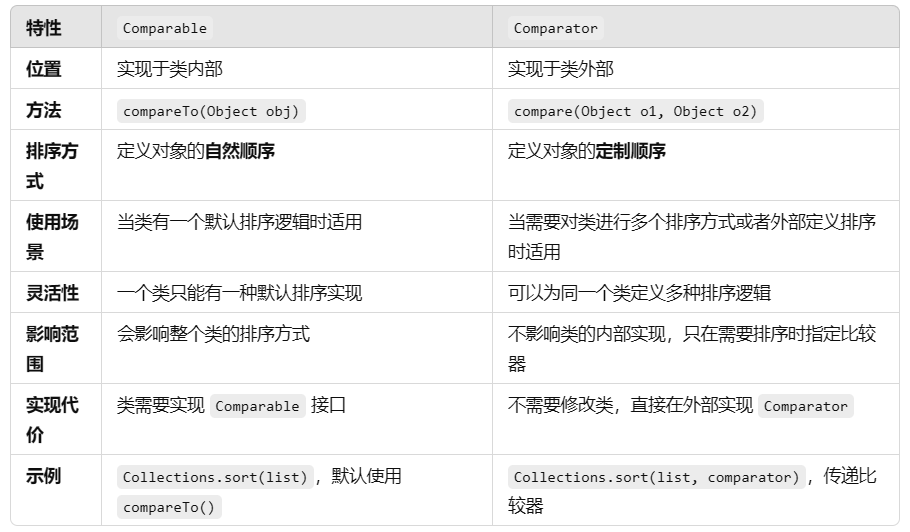 特性 Comparable Comparator
位置 实现于类内部 实现于类外部
方法 compareTo(Object obj) compare(Object o1, Object o2)
排序方 定义对象的自然顺序 定义对象的定制顺序
式
使用场 当类有一个默认排序逻辑时适用 当需要对类进行多个排序方式或者外部定义排序
景 时适用
灵活性 一个类只能有一种默认排序实现 可以为同一个类定义多种排序逻辑
影响范 会影响整个类的排序方式 不影响类的内部实现，只在需要排序时指定比较
围 器
实现代 类需要实现 Comparable 接口 不需要修改类，直接在外部实现 Comparator
价
示例 Collections.sort(list)，默认使用 Collections.sort(list, comparator)，传递比
compareTo() 较器